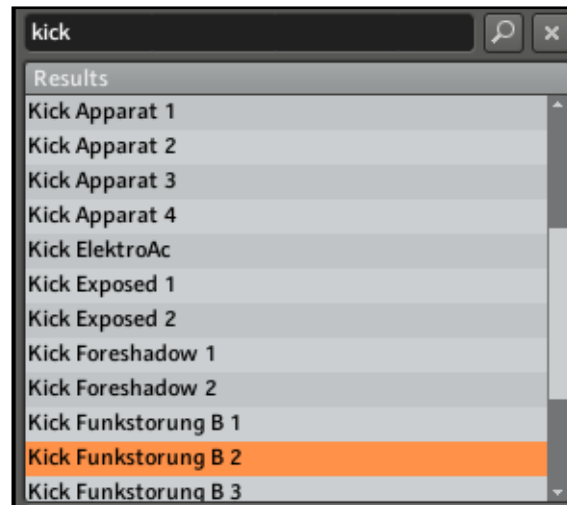 kick
Results
Kick Apparat 1
Kick Apparat 2
Kick Apparat 3
Kick Apparat 4
Kick ElektroAc
Kick Exposed 1
Kick Exposed 2
Kick Foreshadow 1
Kick Foreshadow 2
Kick Funkstorung B 1
Kick Funkstorung B 2
Kick Funkstorung B 3